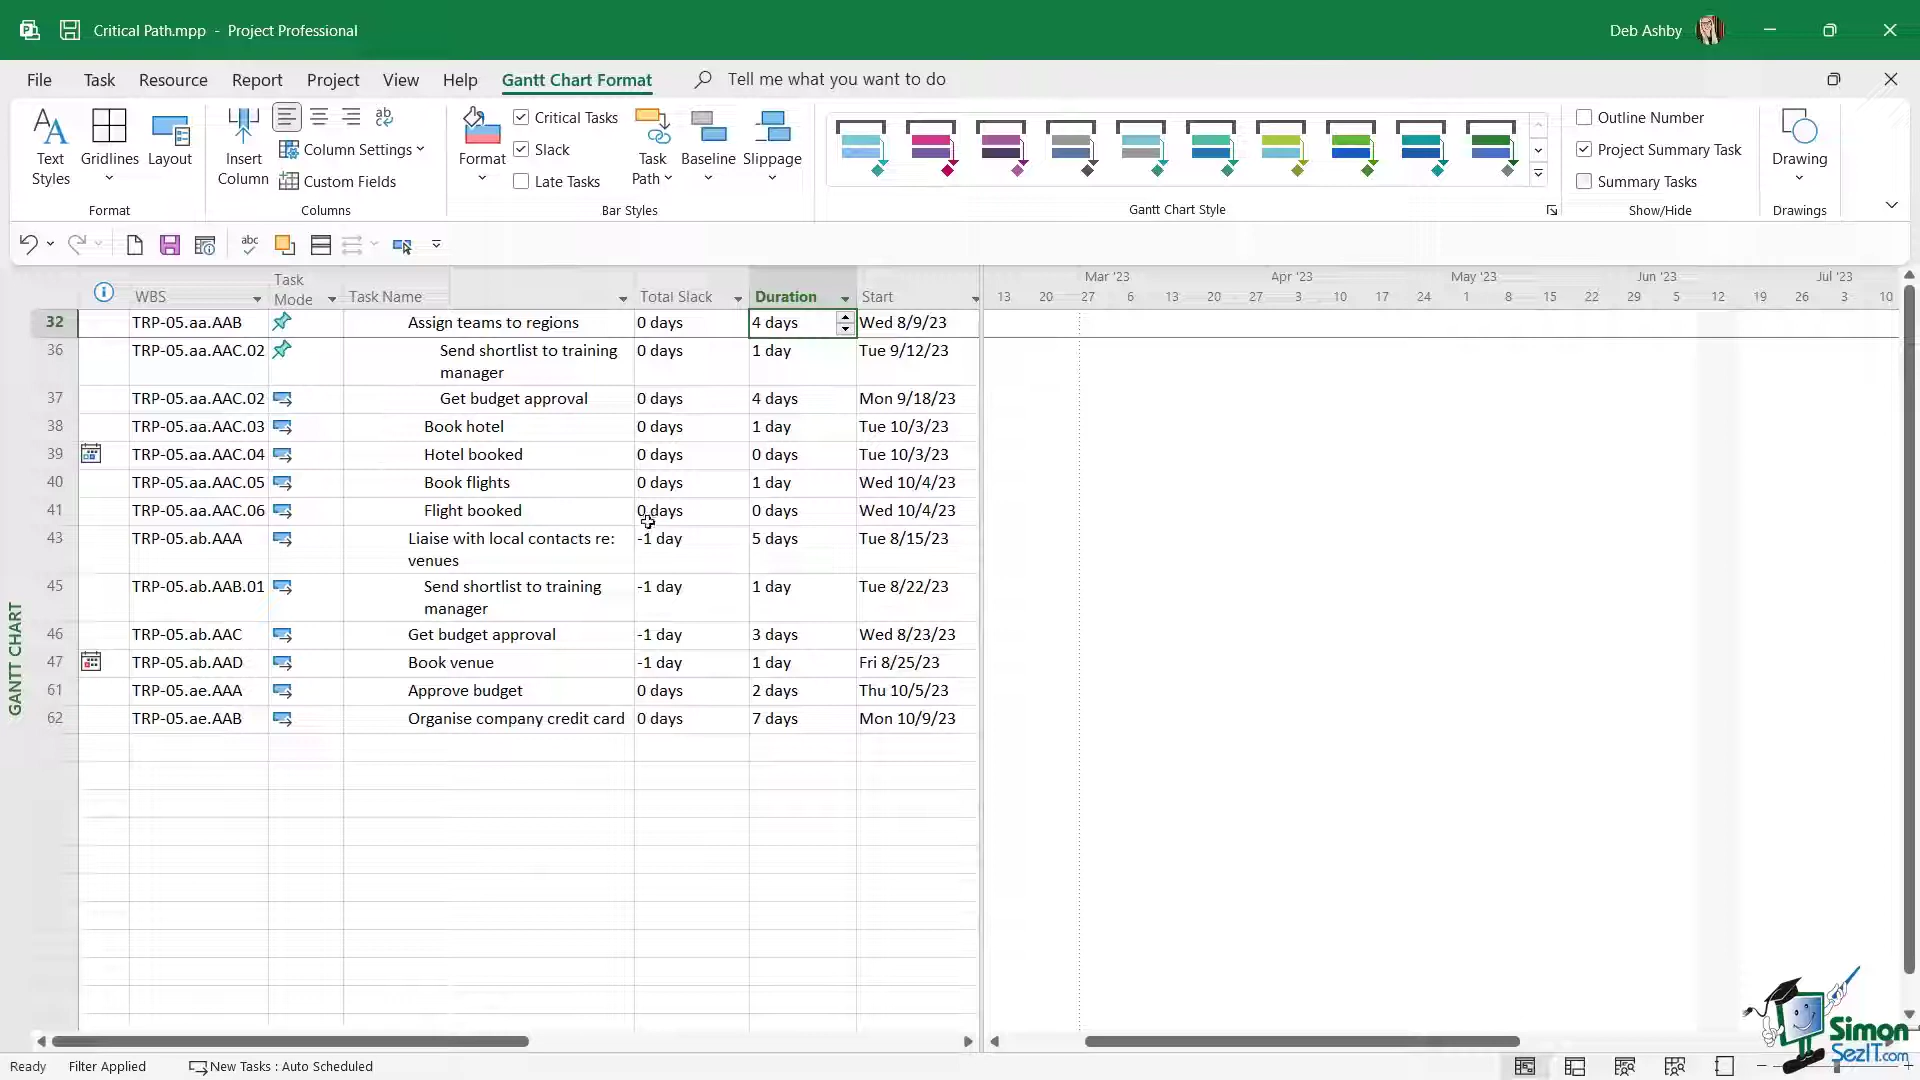 Critical Path.mpp - Project Professional
Deb Ashby
File Task Resource Report Project View Help Gantt Chart Format Tell me what you want to do
Text Styles
Gridlines
Layout
Format
Insert Column
ab
Column Settings
Custom Fields
Columns
Format
Critical Tasks
Slack
Late Tasks
Task Path
Baseline
Slippage
Bar Styles
Gantt Chart Style
Outline Number
Project Summary Task
Summary Tasks
Show/Hide
Drawing
Drawings
abc
WBS Task Mode Task Name Total Slack Duration Start
Mar '23 Apr '23 May '23 Jun '23 Jul '23
13 20 27 6 13 20 27 3 10 17 24 1 8 15 22 29 5 12 19 26 3 10
32 TRP-05.aa.AAB Assign teams to regions 0 days 4 days Wed 8/9/23
36 TRP-05.aa.AAC.02 Send shortlist to training manager 0 days 1 day Tue 9/12/23
37 TRP-05.aa.AAC.02 Get budget approval 0 days 4 days Mon 9/18/23
38 TRP-05.aa.AAC.03 Book hotel 0 days 1 day Tue 10/3/23
39 TRP-05.aa.AAC.04 Hotel booked 0 days 0 days Tue 10/3/23
40 TRP-05.aa.AAC.05 Book flights 0 days 1 day Wed 10/4/23
41 TRP-05.aa.AAC.06 Flight booked 0 days 0 days Wed 10/4/23
43 TRP-05.ab.AAA Liaise with local contacts re: venues -1 day 5 days Tue 8/15/23
45 TRP-05.ab.AAB.01 Send shortlist to training manager -1 day 1 day Tue 8/22/23
46 TRP-05.ab.AAC Get budget approval -1 day 3 days Wed 8/23/23
47 TRP-05.ab.AAD Book venue -1 day 1 day Fri 8/25/23
61 TRP-05.ae.AAA Approve budget 0 days 2 days Thu 10/5/23
62 TRP-05.ae.AAB Organise company credit card 0 days 7 days Mon 10/9/23
GANTT CHART
Ready Filter Applied New Tasks : Auto Scheduled
Simon
SezIT.com